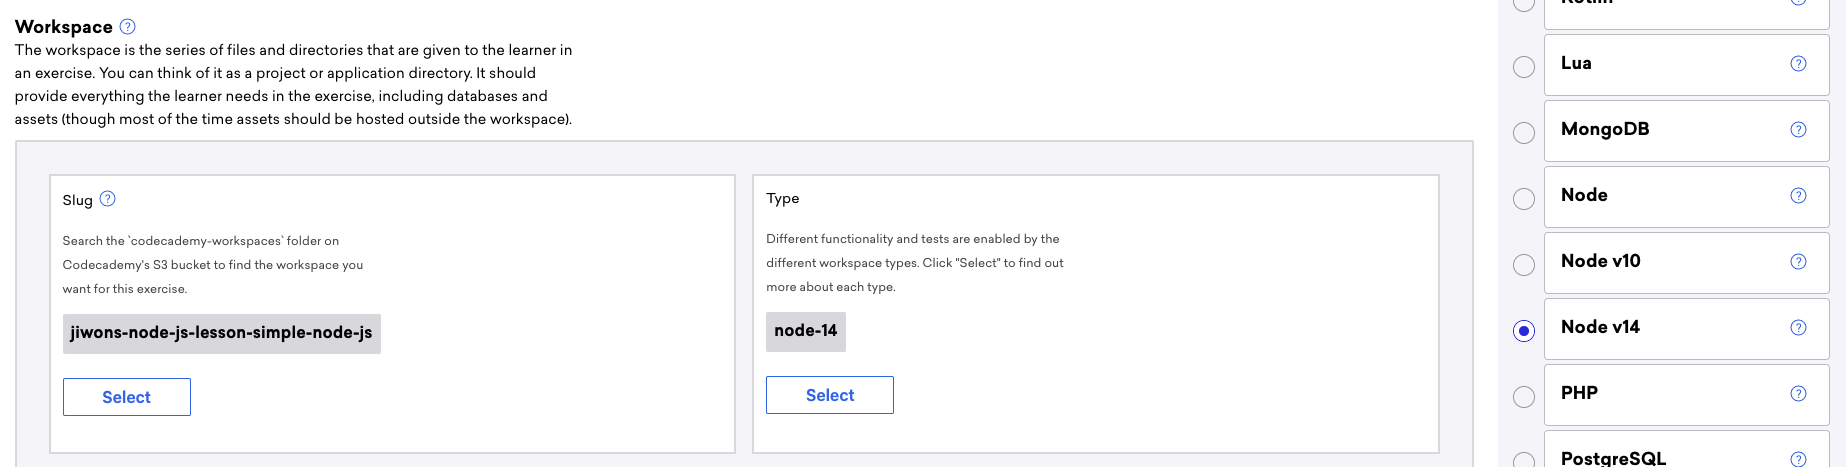 Workspace
The workspace is the series of files and directories that are given to the learner in
an exercise. You can think of it as a project or application directory. It should
provide everything the learner needs in the exercise, including databases and
assets (though most of the time assets should be hosted outside the workspace).
Slug
Search the `codecademy-workspaces` folder on
Codecademy's S3 bucket to find the workspace you
want for this exercise.
jiwons-node-js-lesson-simple-node-js
Select
Type
Different functionality and tests are enabled by the
different workspace types. Click "Select" to find out
more about each type.
node-14
Select
Kotlin
Lua
MongoDB
Node
Node v10
Node v14
PHP
PostgreSQL